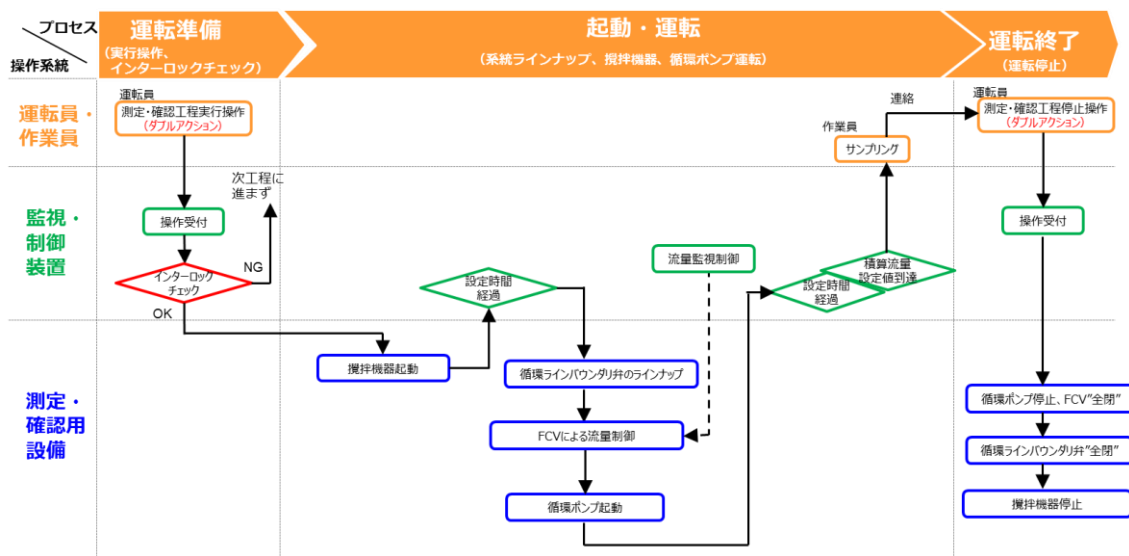 プロセス
操作系統
運転準備
(実行操作、
インターロックチェック)
起動・運転
(系統ラインナップ、攪拌機器、循環ポンプ運転)
運転終了
(運転停止)
運転員・
作業員
運転員
測定・確認工程実行操作
(ダブルアクション)
作業員
サンプリング
連絡
運転員
測定・確認工程停止操作
(ダブルアクション)
監視・
制御
装置
操作受付
次工程に
進まず
インターロック
チェック
NG
OK
設定時間
経過
流量監視制御
設定時間
経過
積算流量
設定値到達
操作受付
測定・
確認用
設備
攪拌機器起動
循環ラインバウンダリ弁のラインナップ
FCVによる流量制御
循環ポンプ起動
循環ポンプ停止、FCV"全閉"
循環ラインバウンダリ弁"全閉"
攪拌機器停止